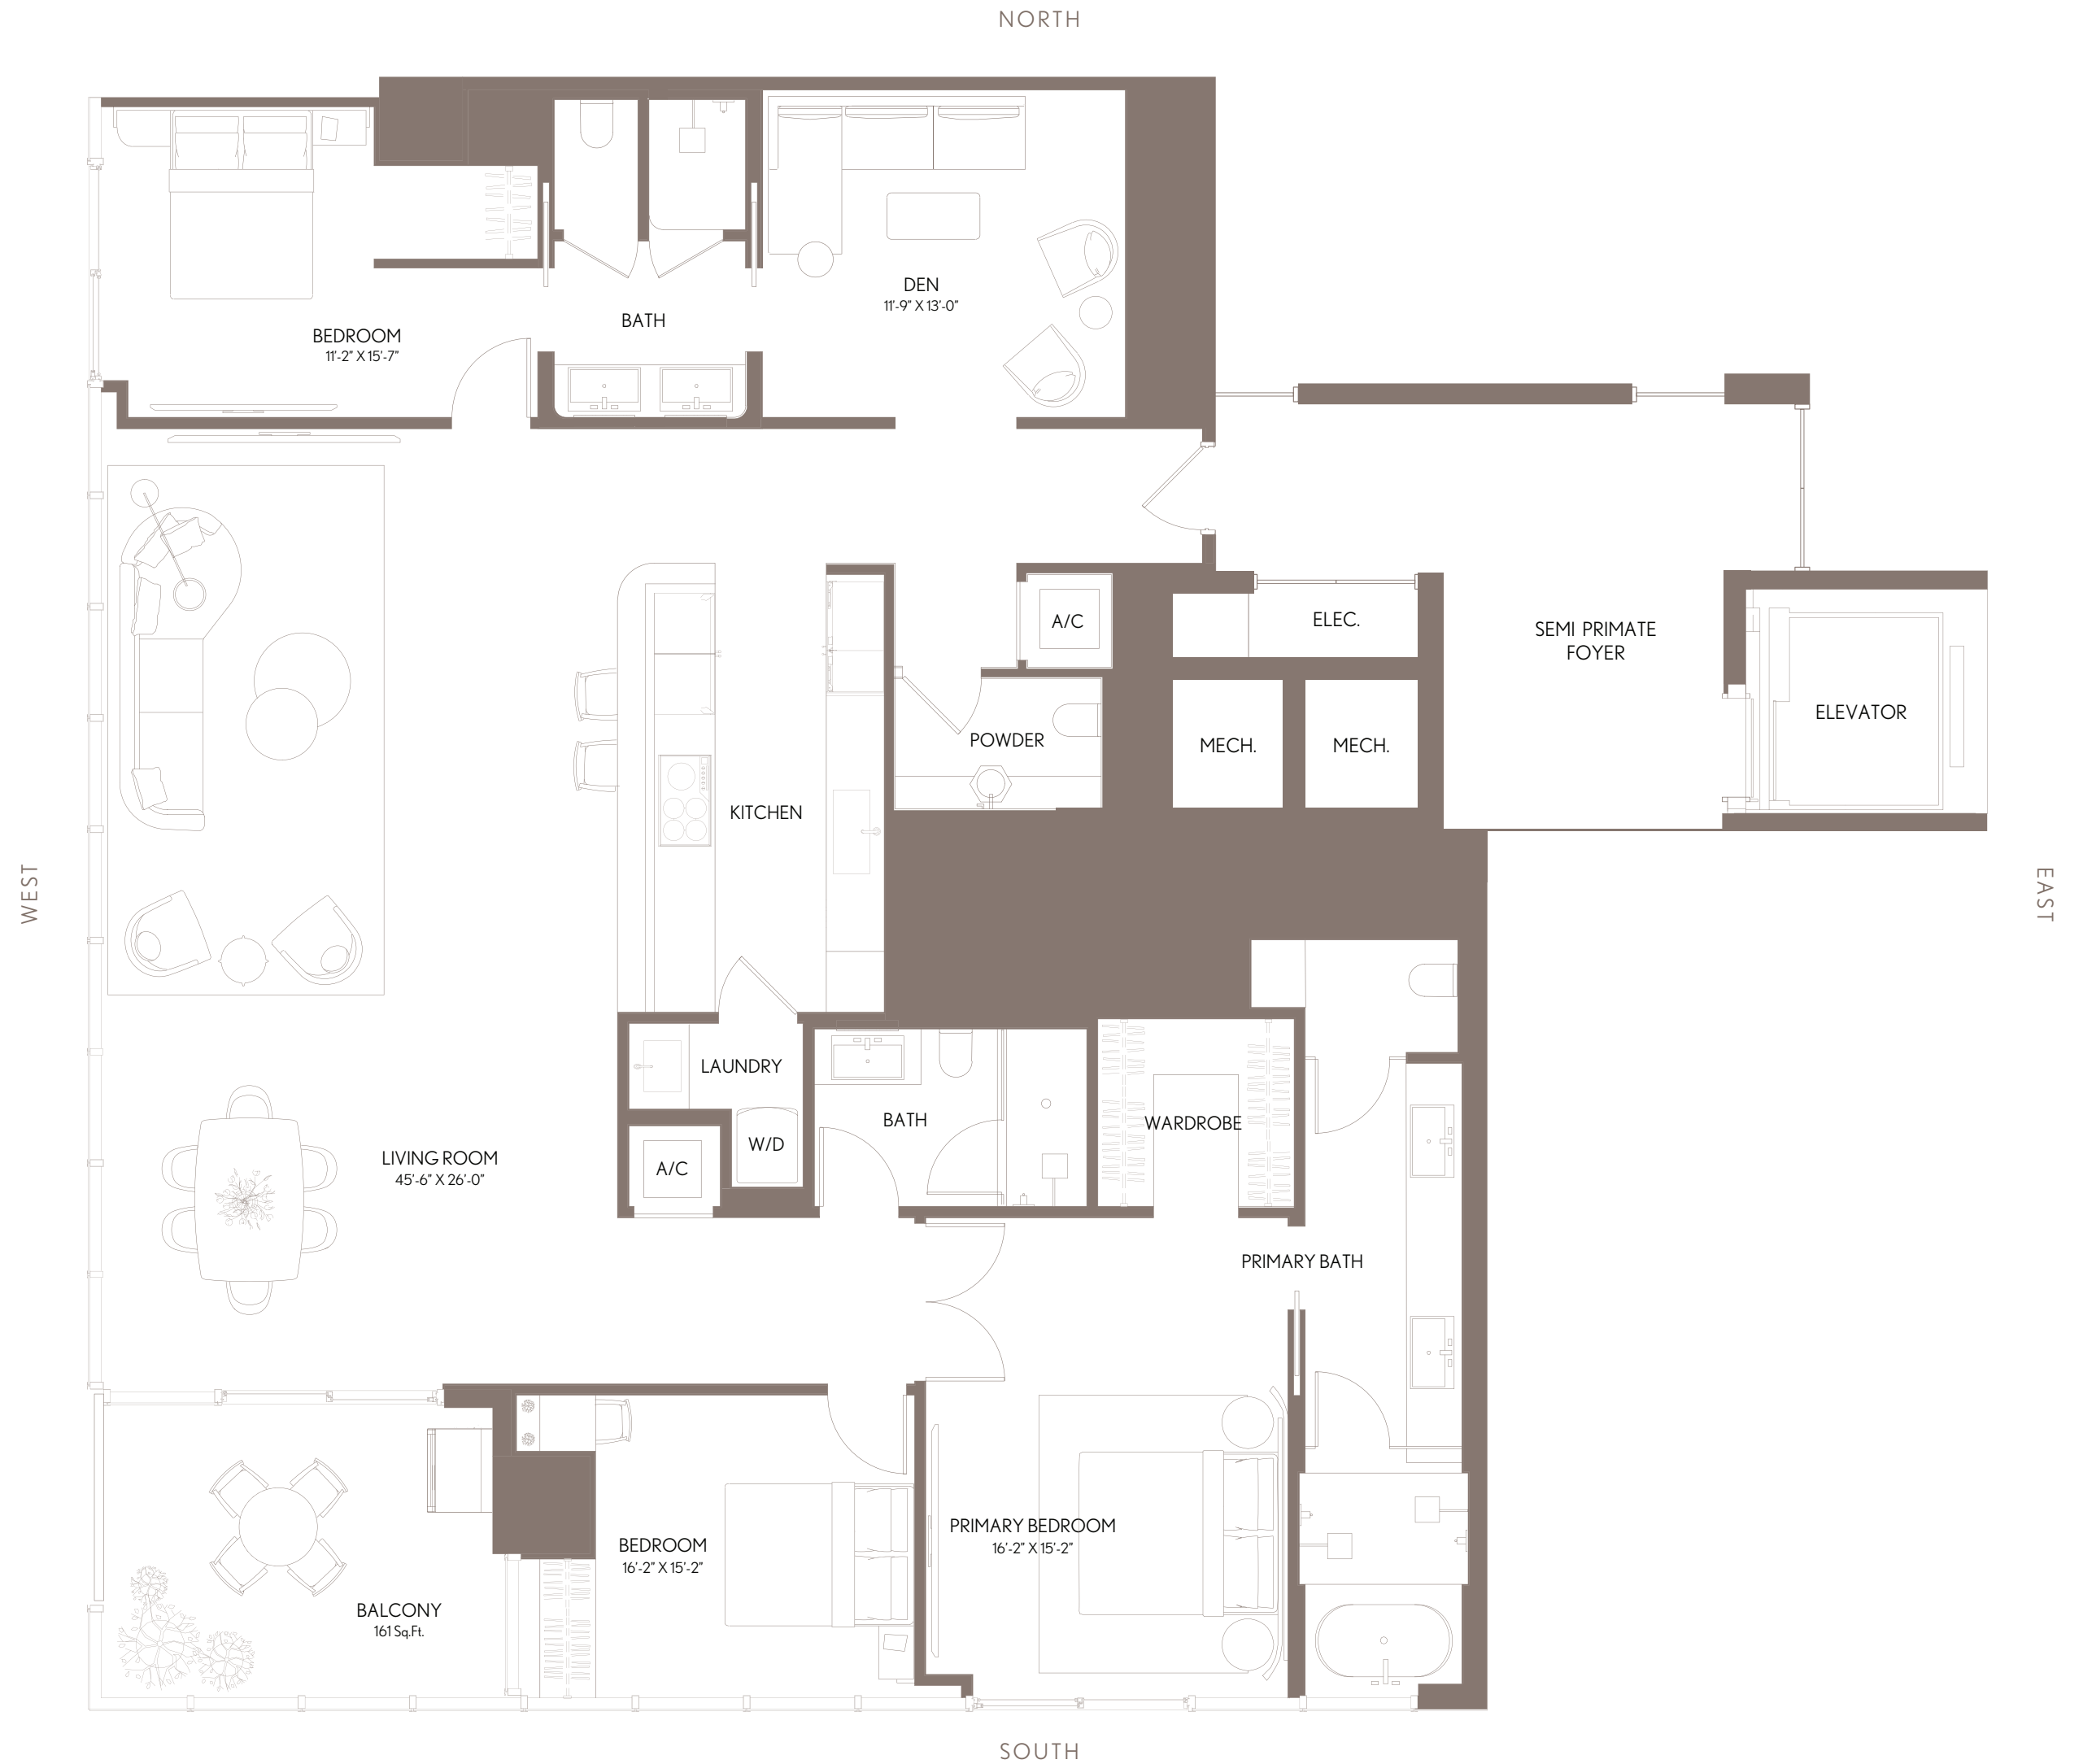 NORTH
DEN
11'-9" X 13'-0"
BATH
BEDROOM
11'-2" X 15'-7"
A/C
ELEC.
SEMI PRIMATE
FOYER
ELEVATOR
POWDER
MECH.
MECH.
KITCHEN
WEST
EAST
LAUNDRY
BATH
WARDROBE
W/D
A/C
LIVING ROOM
45'-6" X 26'-0"
PRIMARY BATH
PRIMARY BEDROOM
16'-2" X 15'-2"
BEDROOM
16'-2" X 15'-2"
BALCONY
161 Sq.Ft.
SOUTH